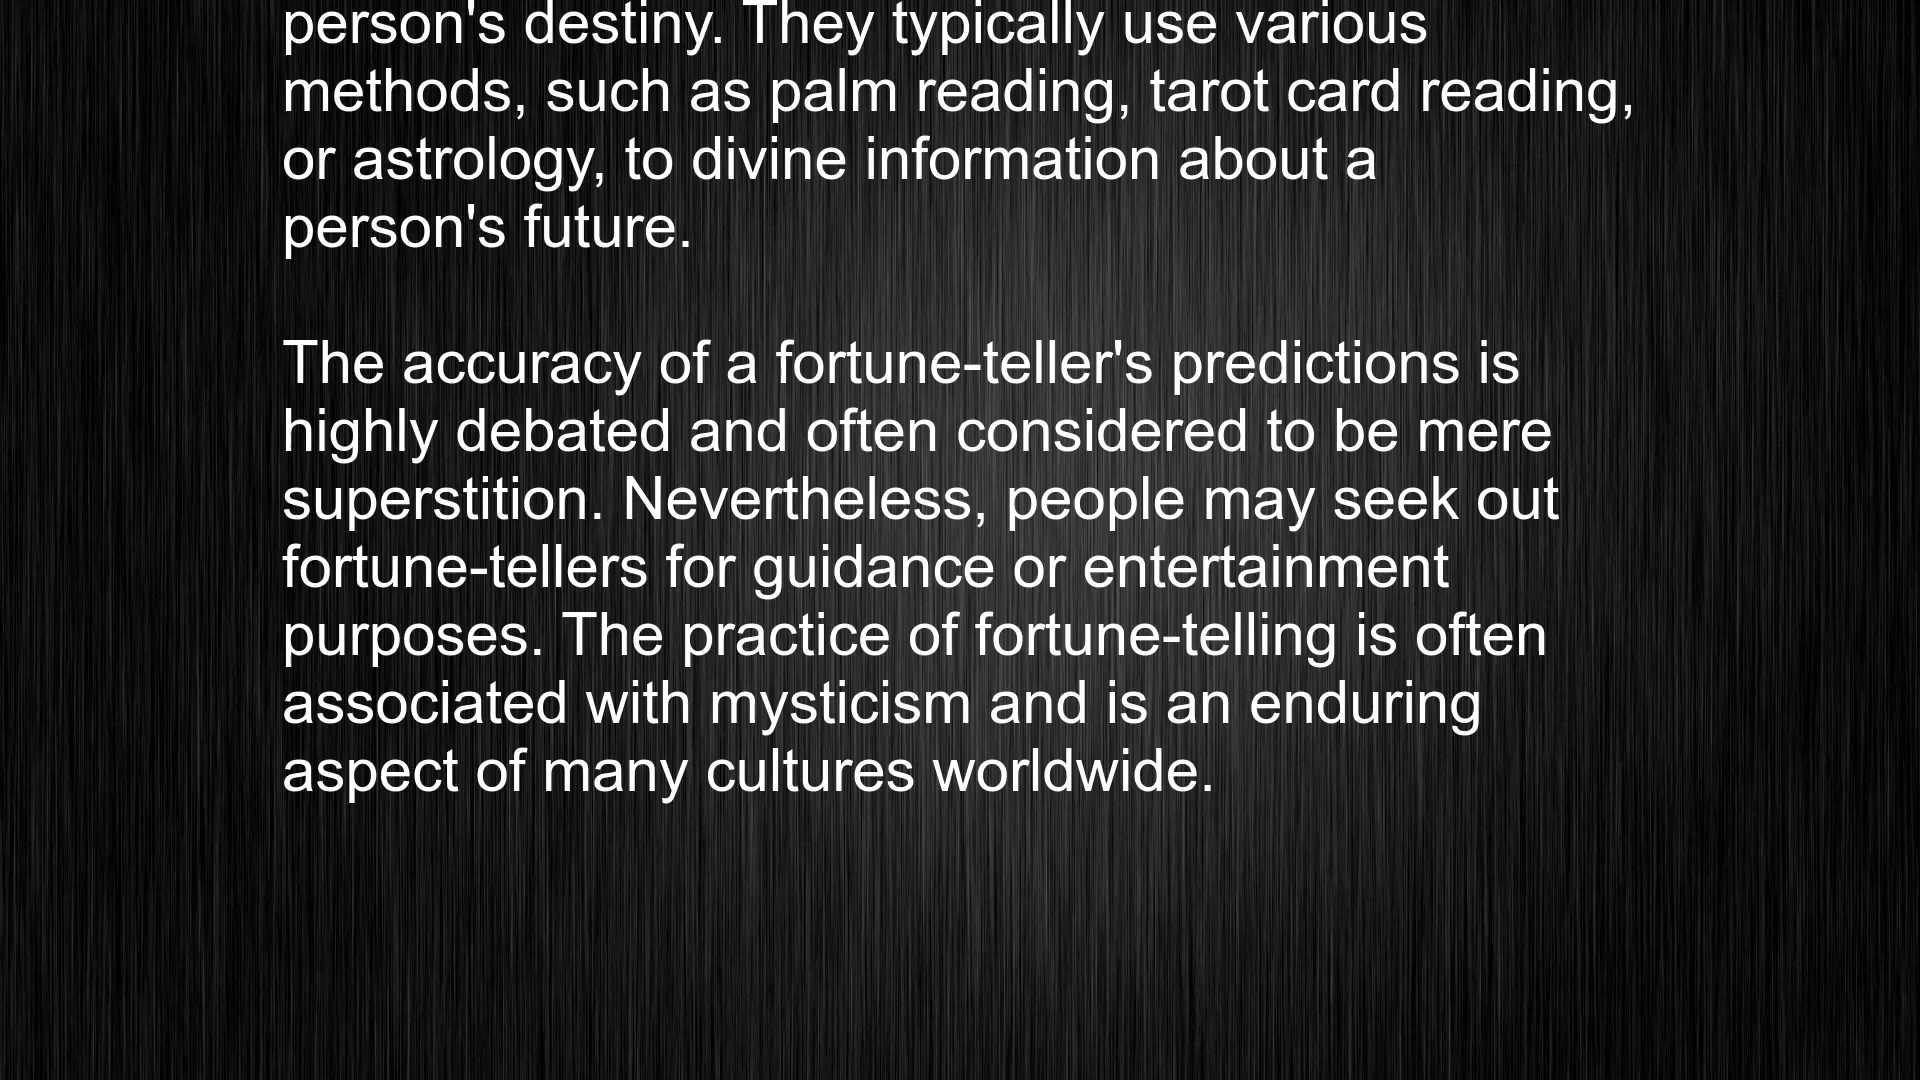 person's destiny. They typically use various
methods, such as palm reading, tarot card reading,
or astrology, to divine information about a
person's future.
The accuracy of a fortune-teller's predictions is
highly debated and often considered to be mere
superstition. Nevertheless, people may seek out
fortune-tellers for guidance or entertainment
purposes. The practice of fortune-telling is often
associated with mysticism and is an enduring
aspect of many cultures worldwide.